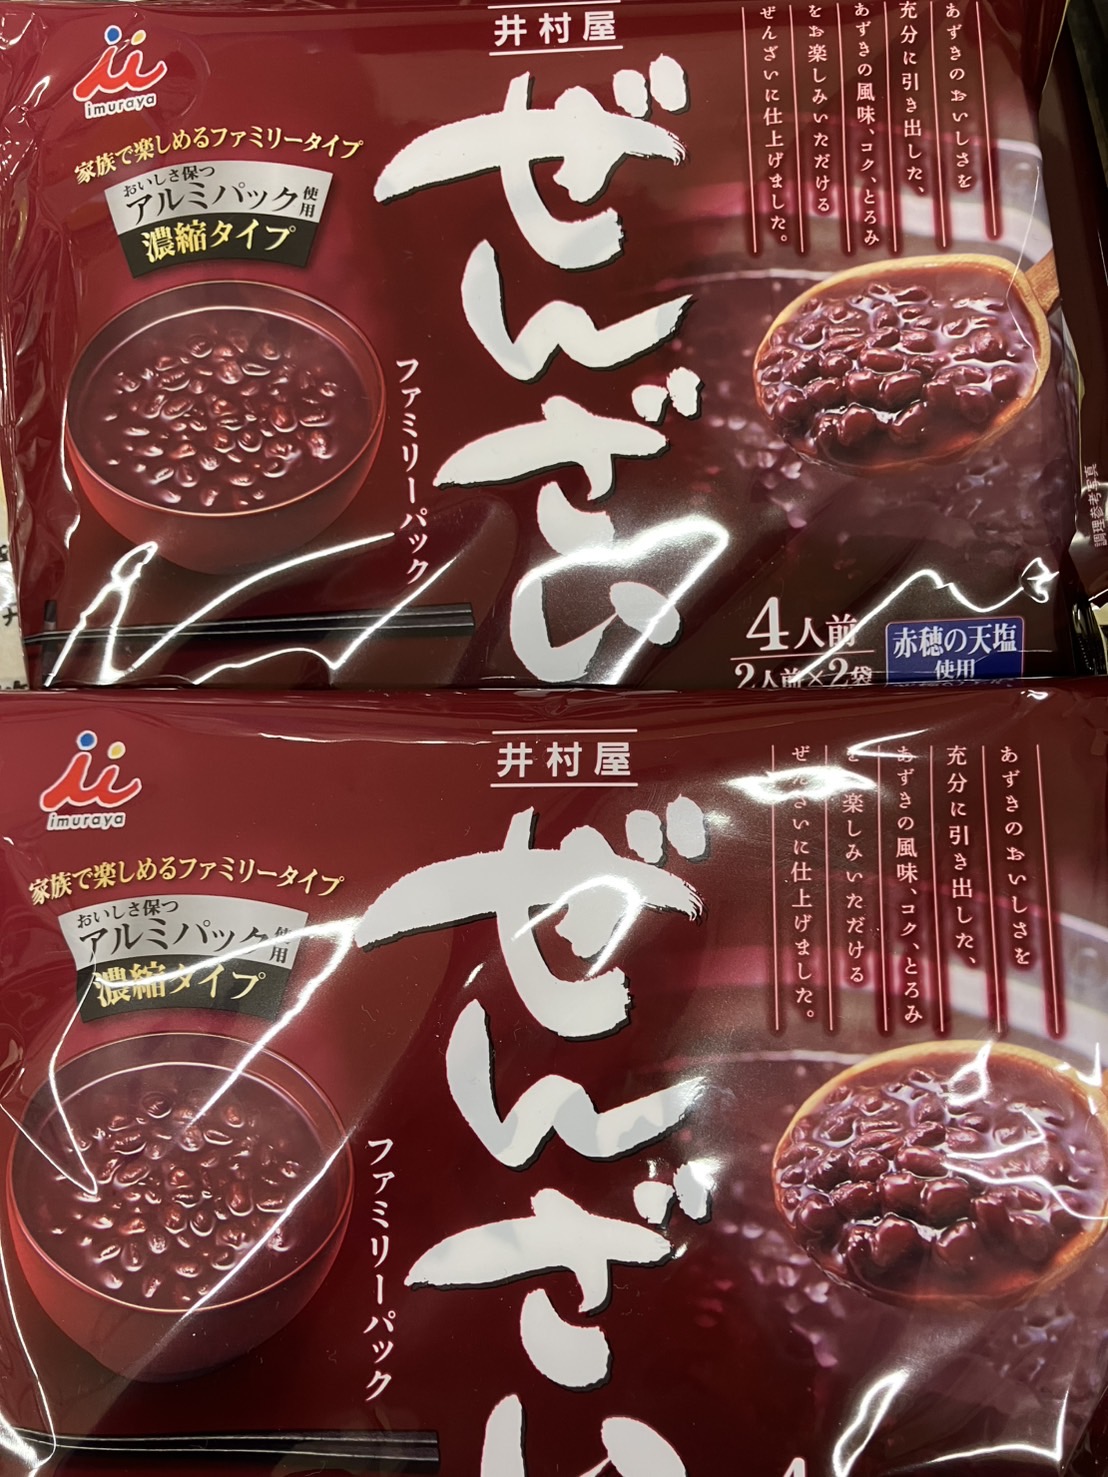 井村屋
imuraya
家族で楽しめるファミリータイプ
おいしさ保つ
アルミパック使用
濃縮タイプ
ぜんざい
ファミリーパック
あずきのおいしさを
充分に引き出した、
あずきの風味、コク、とろみ
をお楽しみいただける
ぜんざいに仕上げました。
4人前
2人前×2袋
赤穂の天塩
使用
調理参考写真
井村屋
imuraya
家族で楽しめるファミリータイプ
おいしさ保つ
アルミパック使用
濃縮タイプ
ぜんざい
ファミリーパック
あずきのおいしさを
充分に引き出した、
あずきの風味、コク、とろみ
楽しみいただける
ぜんざいに仕上げました。